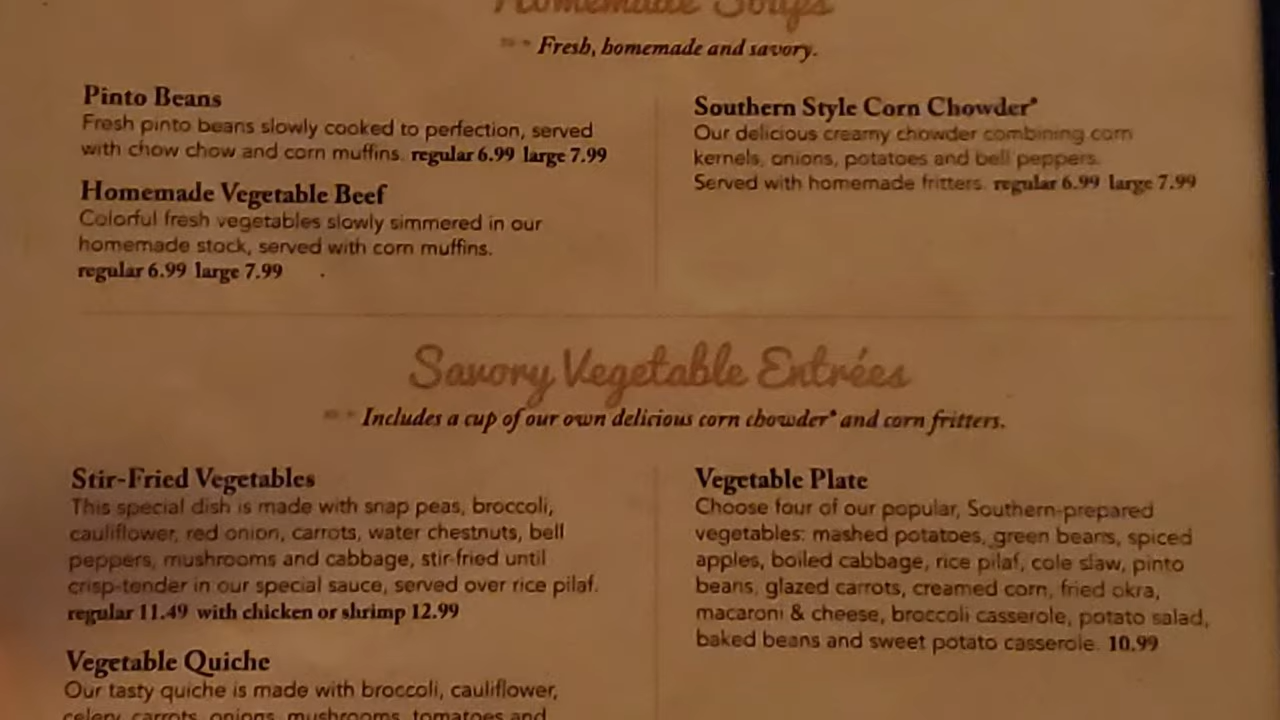 Homemade Soups
Fresh, homemade and savory.
Pinto Beans
Fresh pinto beans slowly cooked to perfection, served
with chow chow and corn muffins. regular 6.99 large 7.99
Homemade Vegetable Beef
Colorful fresh vegetables slowly simmered in our
homemade stock, served with corn muffins.
regular 6.99 large 7.99
Southern Style Corn Chowder*
Our delicious creamy chowder combining corn
kernels, onions, potatoes and bell peppers.
Served with homemade fritters. regular 6.99 large 7.99
Savory Vegetable Entrées
Includes a cup of our own delicious corn chowder* and corn fritters.
Stir-Fried Vegetables
This special dish is made with snap peas, broccoli,
cauliflower, red onion, carrots, water chestnuts, bell
peppers, mushrooms and cabbage, stir-fried until
crisp-tender in our special sauce, served over rice pilaf.
regular 11.49 with chicken or shrimp 12.99
Vegetable Quiche
Our tasty quiche is made with broccoli, cauliflower,
celery, carrots, onions, mushrooms, tomatoes and
Vegetable Plate
Choose four of our popular, Southern-prepared
vegetables: mashed potatoes, green beans, spiced
apples, boiled cabbage, rice pilaf, cole slaw, pinto
beans, glazed carrots, creamed corn, fried okra,
macaroni & cheese, broccoli casserole, potato salad,
baked beans and sweet potato casserole. 10.99